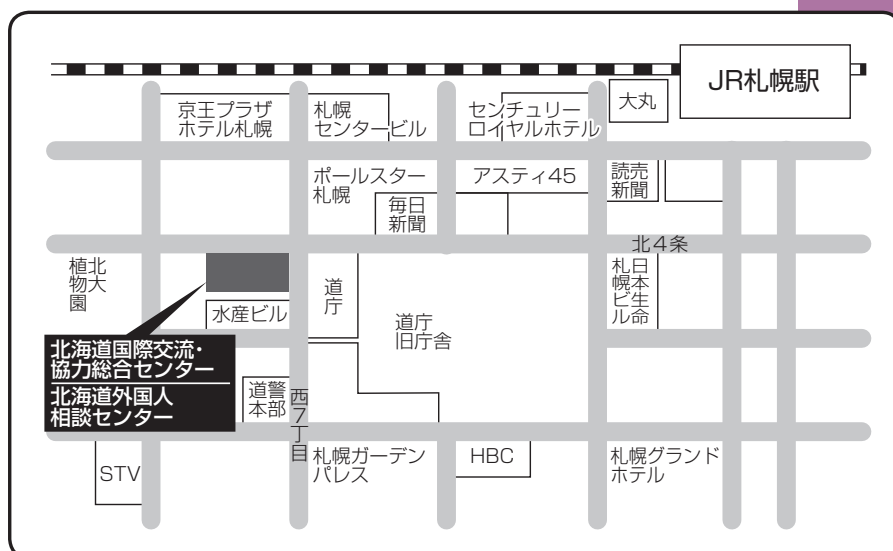 JR札幌駅
京王プラザ
ホテル札幌
札幌
センタービル
センチュリー
ロイヤルホテル
大丸
ポールスター
札幌
アスティ45
読売
新聞
毎日
新聞
北4条
北大
植物園
道庁
道庁
旧庁舎
日本生命
札幌ビル
水産ビル
北海道国際交流・
協力総合センター
北海道外国人
相談センター
道警
本部
西7丁目
札幌ガーデン
パレス
HBC
札幌グランド
ホテル
STV